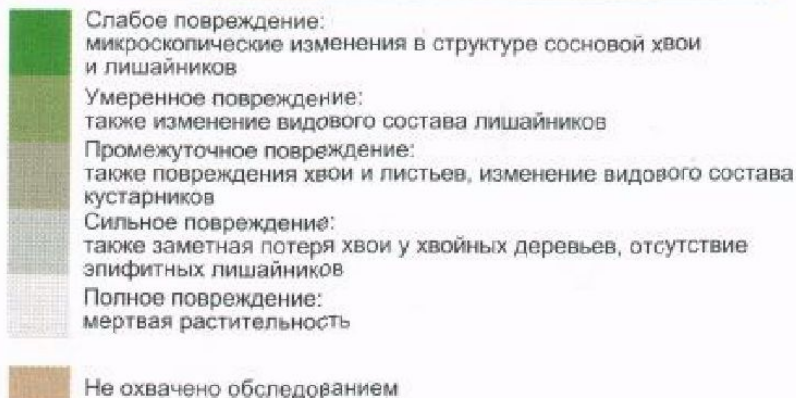 Слабое повреждение:
микроскопические изменения в структуре сосновой хвои
и лишайников
Умеренное повреждение:
также изменение видового состава лишайников
Промежуточное повреждение:
также повреждения хвои и листьев, изменение видового состава
кустарников
Сильное повреждение:
также заметная потеря хвои у хвойных деревьев, отсутствие
эпифитных лишайников
Полное повреждение:
мертвая растительность
Не охвачено обследованием